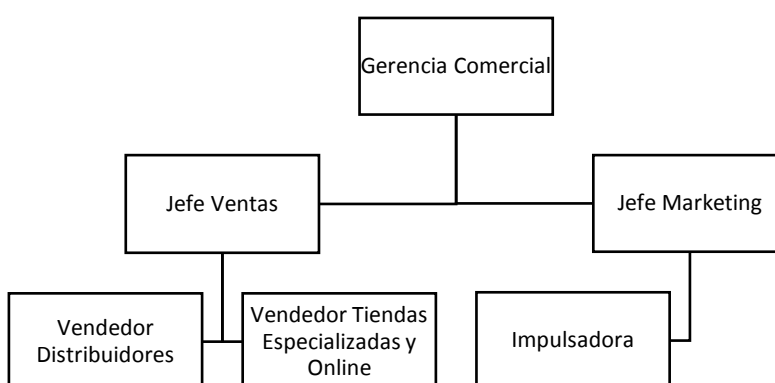 Gerencia Comercial
Jefe Ventas
Jefe Marketing
Vendedor
Distribuidores
Vendedor Tiendas
Especializadas y
Online
Impulsadora